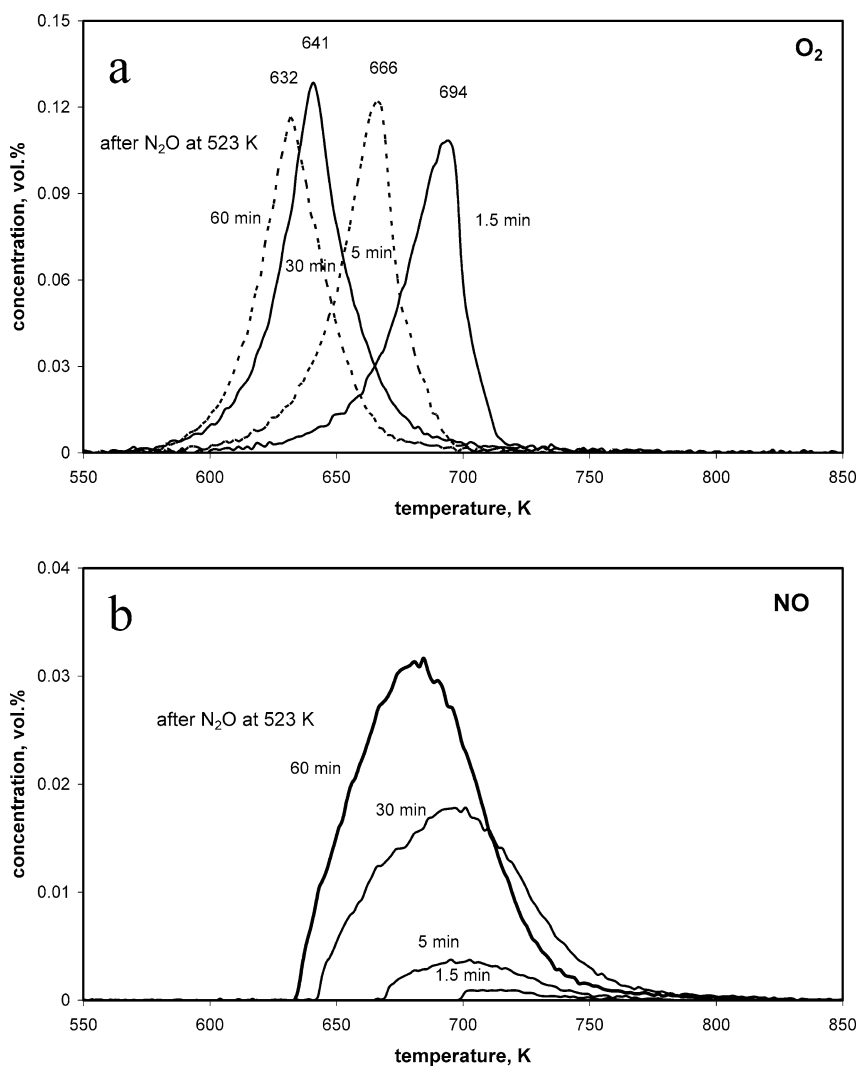 a
O2
0.15
0.12
0.09
0.06
0.03
0
concentration, vol.%
632
641
666
694
after N2O at 523 K
60 min
30 min
5 min
1.5 min
550 600 650 700 750 800 850
temperature, K
b
NO
0.04
0.03
0.02
0.01
0
concentration, vol.%
after N2O at 523 K
60 min
30 min
5 min
1.5 min
550 600 650 700 750 800 850
temperature, K